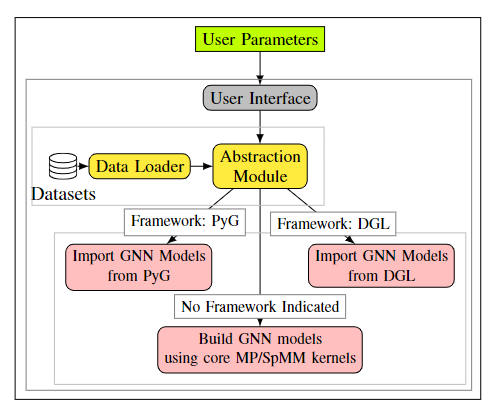 User Parameters
User Interface
Abstraction
Module
Data Loader
Datasets
Framework: PyG
Framework: DGL
Import GNN Models
from PyG
Import GNN Models
from DGL
No Framework Indicated
Build GNN models
using core MP/SpMM kernels